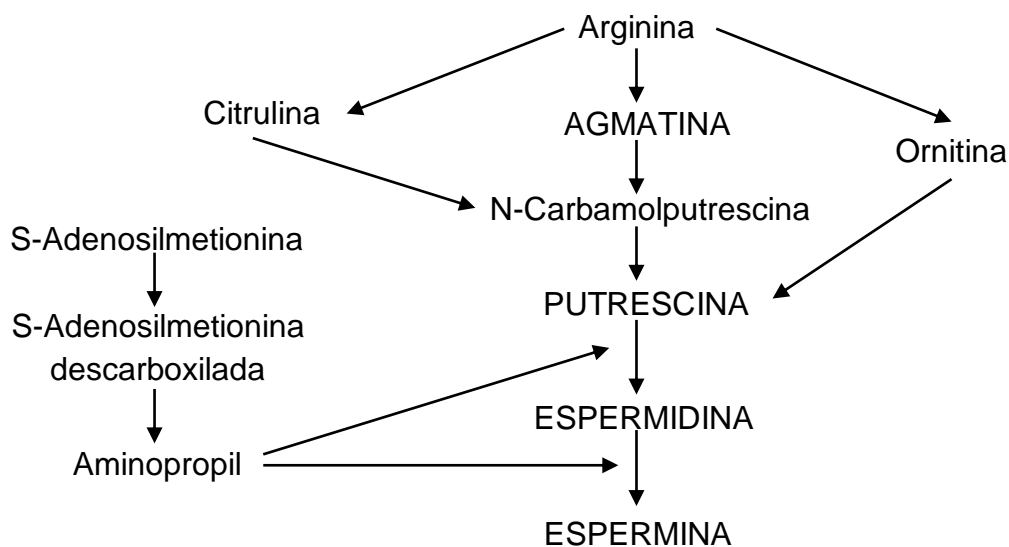 Arginina
Citrulina
AGMATINA
Ornitina
N-Carbamolputrescina
S-Adenosilmetionina
PUTRESCINA
S-Adenosilmetionina
descarboxilada
ESPERMIDINA
Aminopropil
ESPERMINA